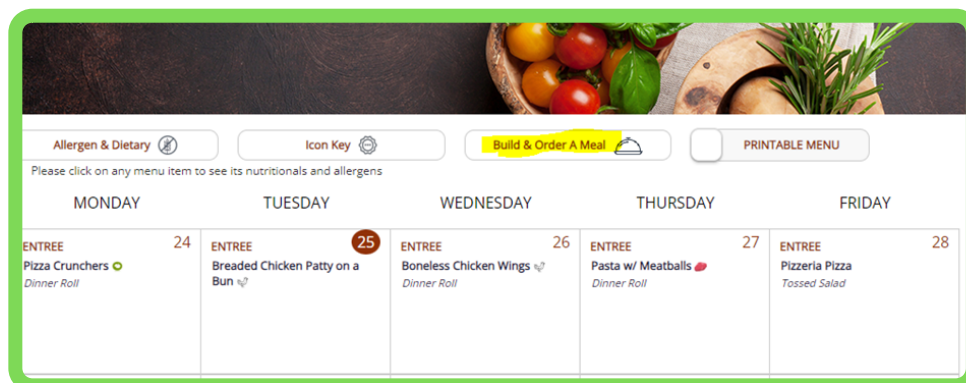 Allergen & Dietary
Icon Key
Build & Order A Meal
PRINTABLE MENU
Please click on any menu item to see its nutritionals and allergens
MONDAY
TUESDAY
WEDNESDAY
THURSDAY
FRIDAY
ENTREE 24
Pizza Crunchers
Dinner Roll
ENTREE 25
Breaded Chicken Patty on a
Bun
ENTREE 26
Boneless Chicken Wings
Dinner Roll
ENTREE 27
Pasta w/ Meatballs
Dinner Roll
ENTREE 28
Pizzeria Pizza
Tossed Salad